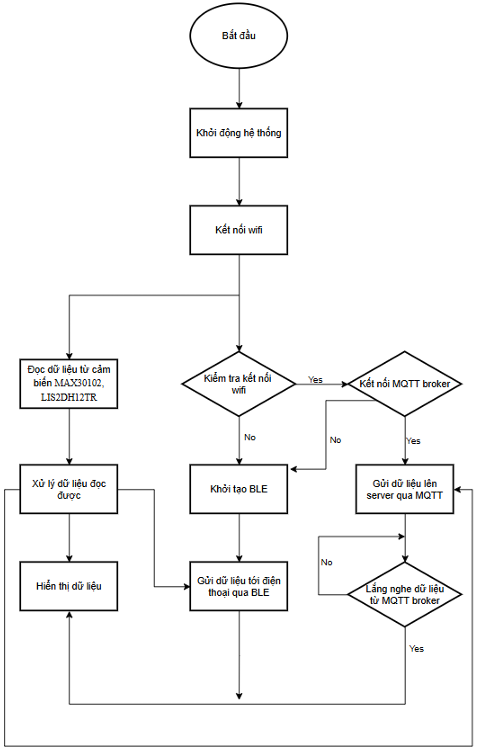 Bắt đầu
Khởi động hệ thống
Kết nối wifi
Đọc dữ liệu từ cảm
biến MAX30102,
LIS2DH12TR
Kiểm tra kết nối
wifi
Yes
Kết nối MQTT broker
No
No
Yes
Xử lý dữ liệu đọc
được
Khởi tạo BLE
Gửi dữ liệu lên
server qua MQTT
No
Hiển thị dữ liệu
Gửi dữ liệu tới điện
thoại qua BLE
Lắng nghe dữ liệu
từ MQTT broker
Yes